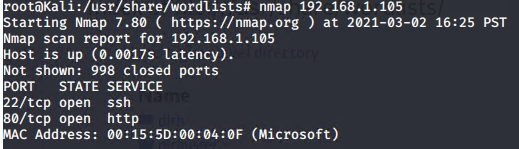 root@Kali:/usr/share/wordlists# nmap 192.168.1.105
Starting Nmap 7.80 ( https://nmap.org ) at 2021-03-02 16:25 PST
Nmap scan report for 192.168.1.105
Host is up (0.0017s latency).
Not shown: 998 closed ports
PORT   STATE SERVICE
22/tcp open  ssh
80/tcp open  http
MAC Address: 00:15:5D:00:04:0F (Microsoft)